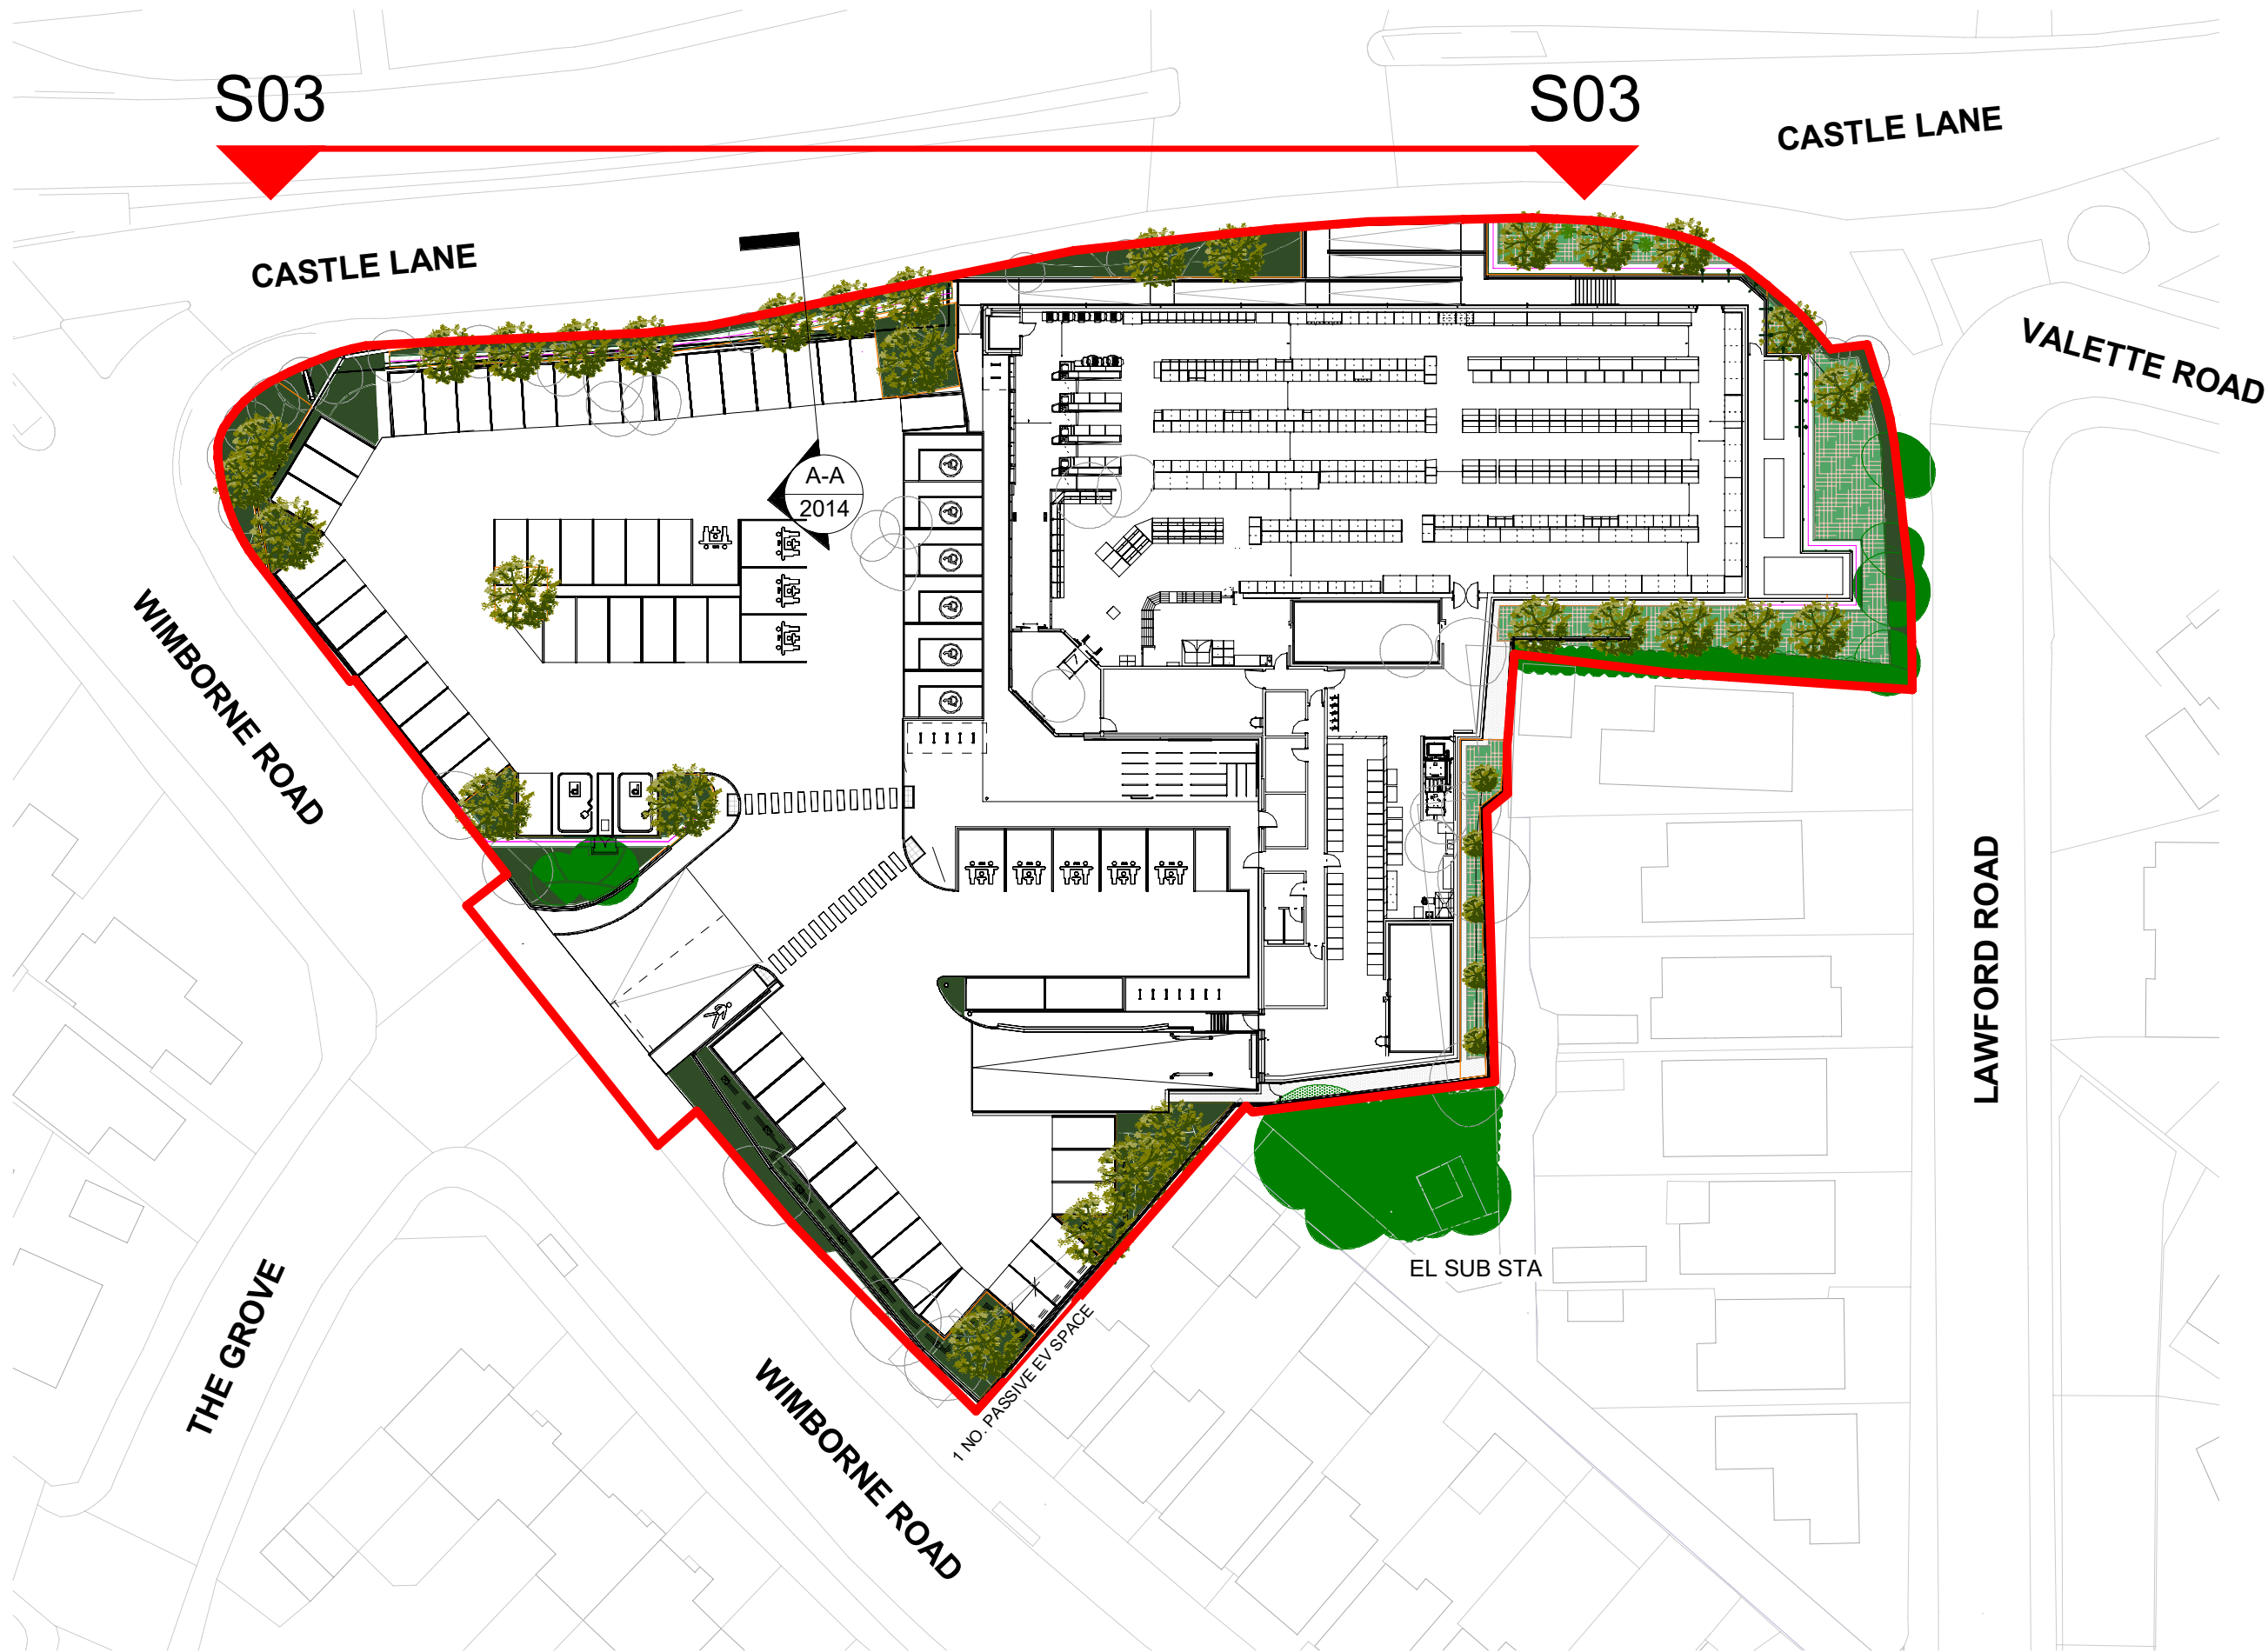 S03
S03
CASTLE LANE
CASTLE LANE
VALETTE ROAD
A-A
2014
WIMBORNE ROAD
LAWFORD ROAD
EL SUB STA
THE GROVE
1 NO. PASSIVE EV SPACE
WIMBORNE ROAD